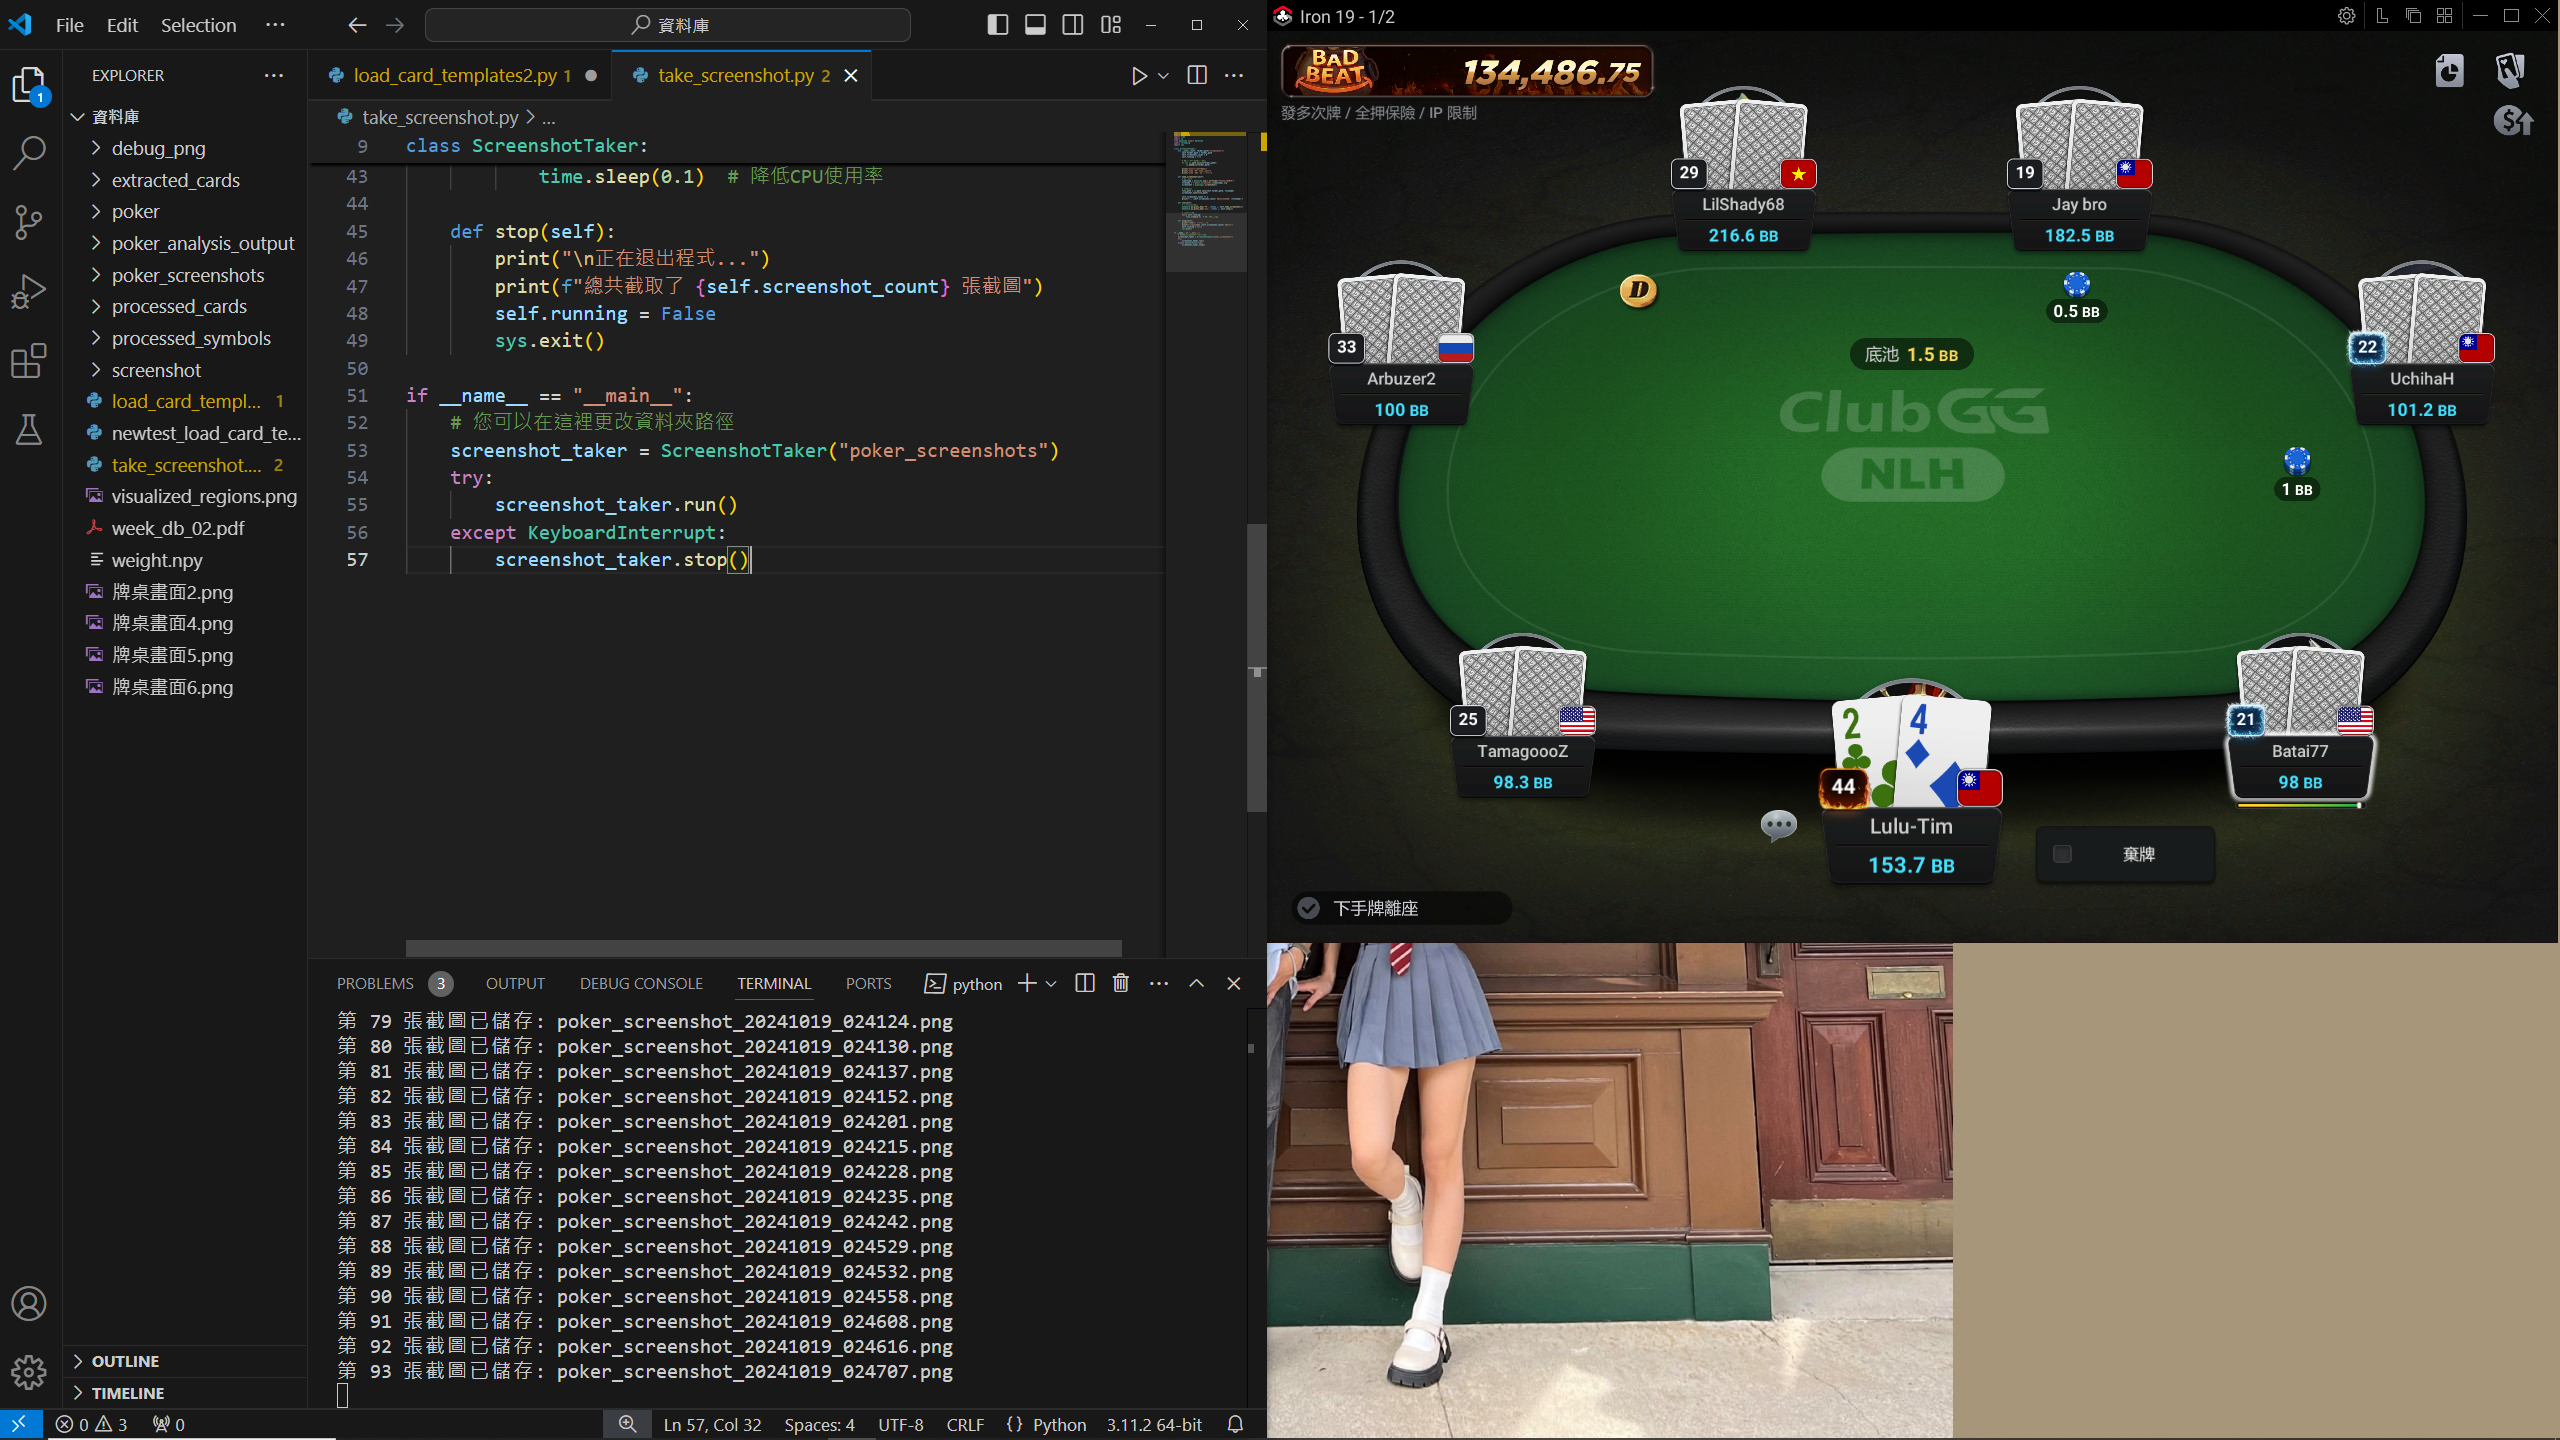 File Edit Selection ···
資料庫
EXPLORER ···
1
資料庫
debug_png
extracted_cards
poker
poker_analysis_output
poker_screenshots
processed_cards
processed_symbols
screenshot
load_card_templ... 1
newtest_load_card_te...
take_screenshot.... 2
visualized_regions.png
week_db_02.pdf
weight.npy
牌桌畫面2.png
牌桌畫面4.png
牌桌畫面5.png
牌桌畫面6.png
OUTLINE
TIMELINE
load_card_templates2.py 1
take_screenshot.py 2
take_screenshot.py > ...
9 class ScreenshotTaker:
43 time.sleep(0.1) # 降低CPU使用率
44
45 def stop(self):
46 print("\n正在退出程式...")
47 print(f"總共截取了 {self.screenshot_count} 張截圖")
48 self.running = False
49 sys.exit()
50
51 if __name__ == "__main__":
52 # 您可以在這裡更改資料夾路徑
53 screenshot_taker = ScreenshotTaker("poker_screenshots")
54 try:
55 screenshot_taker.run()
56 except KeyboardInterrupt:
57 screenshot_taker.stop()
PROBLEMS 3 OUTPUT DEBUG CONSOLE TERMINAL PORTS python
第 79 張截圖已儲存: poker_screenshot_20241019_024124.png
第 80 張截圖已儲存: poker_screenshot_20241019_024130.png
第 81 張截圖已儲存: poker_screenshot_20241019_024137.png
第 82 張截圖已儲存: poker_screenshot_20241019_024152.png
第 83 張截圖已儲存: poker_screenshot_20241019_024201.png
第 84 張截圖已儲存: poker_screenshot_20241019_024215.png
第 85 張截圖已儲存: poker_screenshot_20241019_024228.png
第 86 張截圖已儲存: poker_screenshot_20241019_024235.png
第 87 張截圖已儲存: poker_screenshot_20241019_024242.png
第 88 張截圖已儲存: poker_screenshot_20241019_024529.png
第 89 張截圖已儲存: poker_screenshot_20241019_024532.png
第 90 張截圖已儲存: poker_screenshot_20241019_024558.png
第 91 張截圖已儲存: poker_screenshot_20241019_024608.png
第 92 張截圖已儲存: poker_screenshot_20241019_024616.png
第 93 張截圖已儲存: poker_screenshot_20241019_024707.png
0 3 0 Ln 57, Col 32 Spaces: 4 UTF-8 CRLF {} Python 3.11.2 64-bit
Iron 19 - 1/2
BAD BEAT 134,486.75
發多次牌 / 全押保險 / IP 限制
29
LilShady68
216.6 BB
19
Jay bro
182.5 BB
33
Arbuzer2
100 BB
D
0.5 BB
22
UchihaH
101.2 BB
底池 1.5 BB
ClubGG
NLH
1 BB
25
TamagoooZ
98.3 BB
2 4
44
Lulu-Tim
153.7 BB
21
Batai77
98 BB
棄牌
下手牌離座